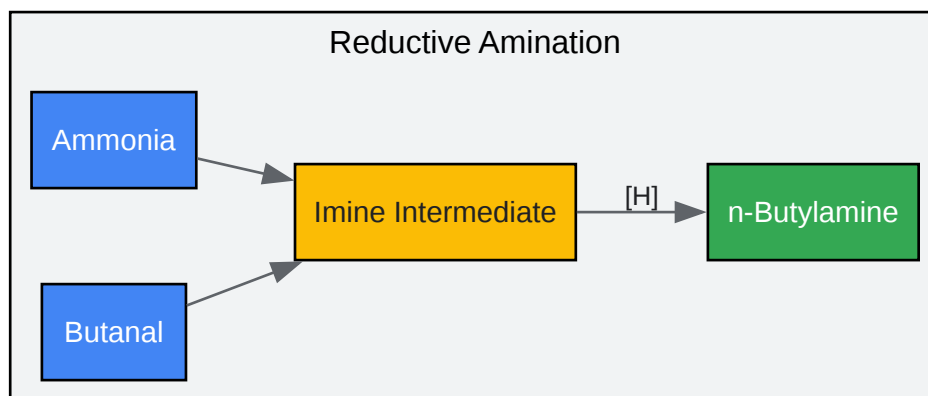 Reductive Amination
Ammonia
Butanal
Imine Intermediate
[H]
n-Butylamine